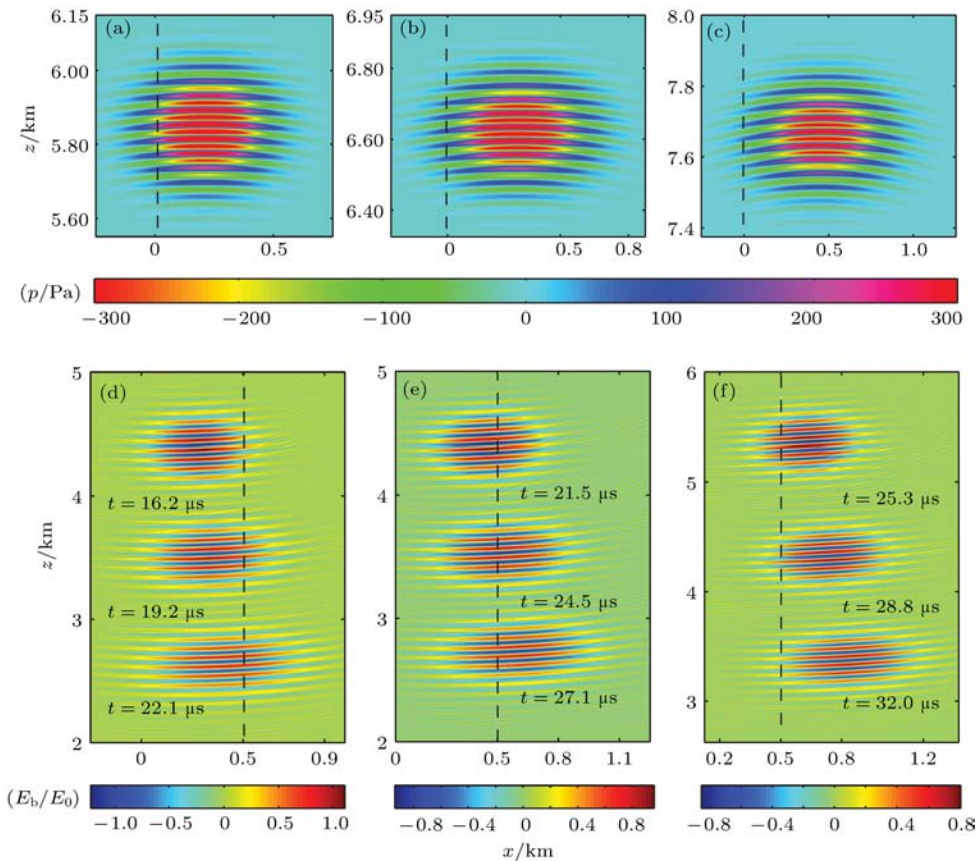 6.15 6.95 8.0
(a) (b) (c)
6.00 6.80 7.8
z/km
5.80 6.60 7.6
5.60 6.40 7.4
0 0.5 0 0.5 0.8 0 0.5 1.0
(p/Pa)
−300 −200 −100 0 100 200 300
5 5 6
(d) (e) (f)
t = 16.2 μs t = 21.5 μs t = 25.3 μs
4 4 5
z/km
t = 19.2 μs t = 24.5 μs t = 28.8 μs
3 3 4
t = 22.1 μs t = 27.1 μs t = 32.0 μs
2 2 3
0 0.5 0.9 0 0.5 0.8 1.1 0.2 0.5 0.8 1.2
(Eb/E0)
−1.0 −0.5 0 0.5 1.0 −0.8 −0.4 0 0.4 0.8 −0.8 −0.4 0 0.4 0.8
x/km